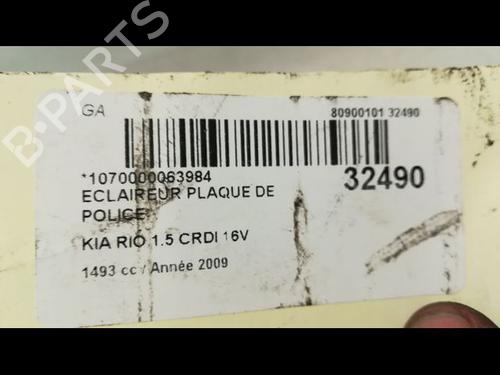 GA
80900101 32490
*1070000063984
32490
ECLAIREUR PLAQUE DE
POLICE
KIA RIO 1.5 CRDI 16V
1493 cc / Année 2009
B-PARTS